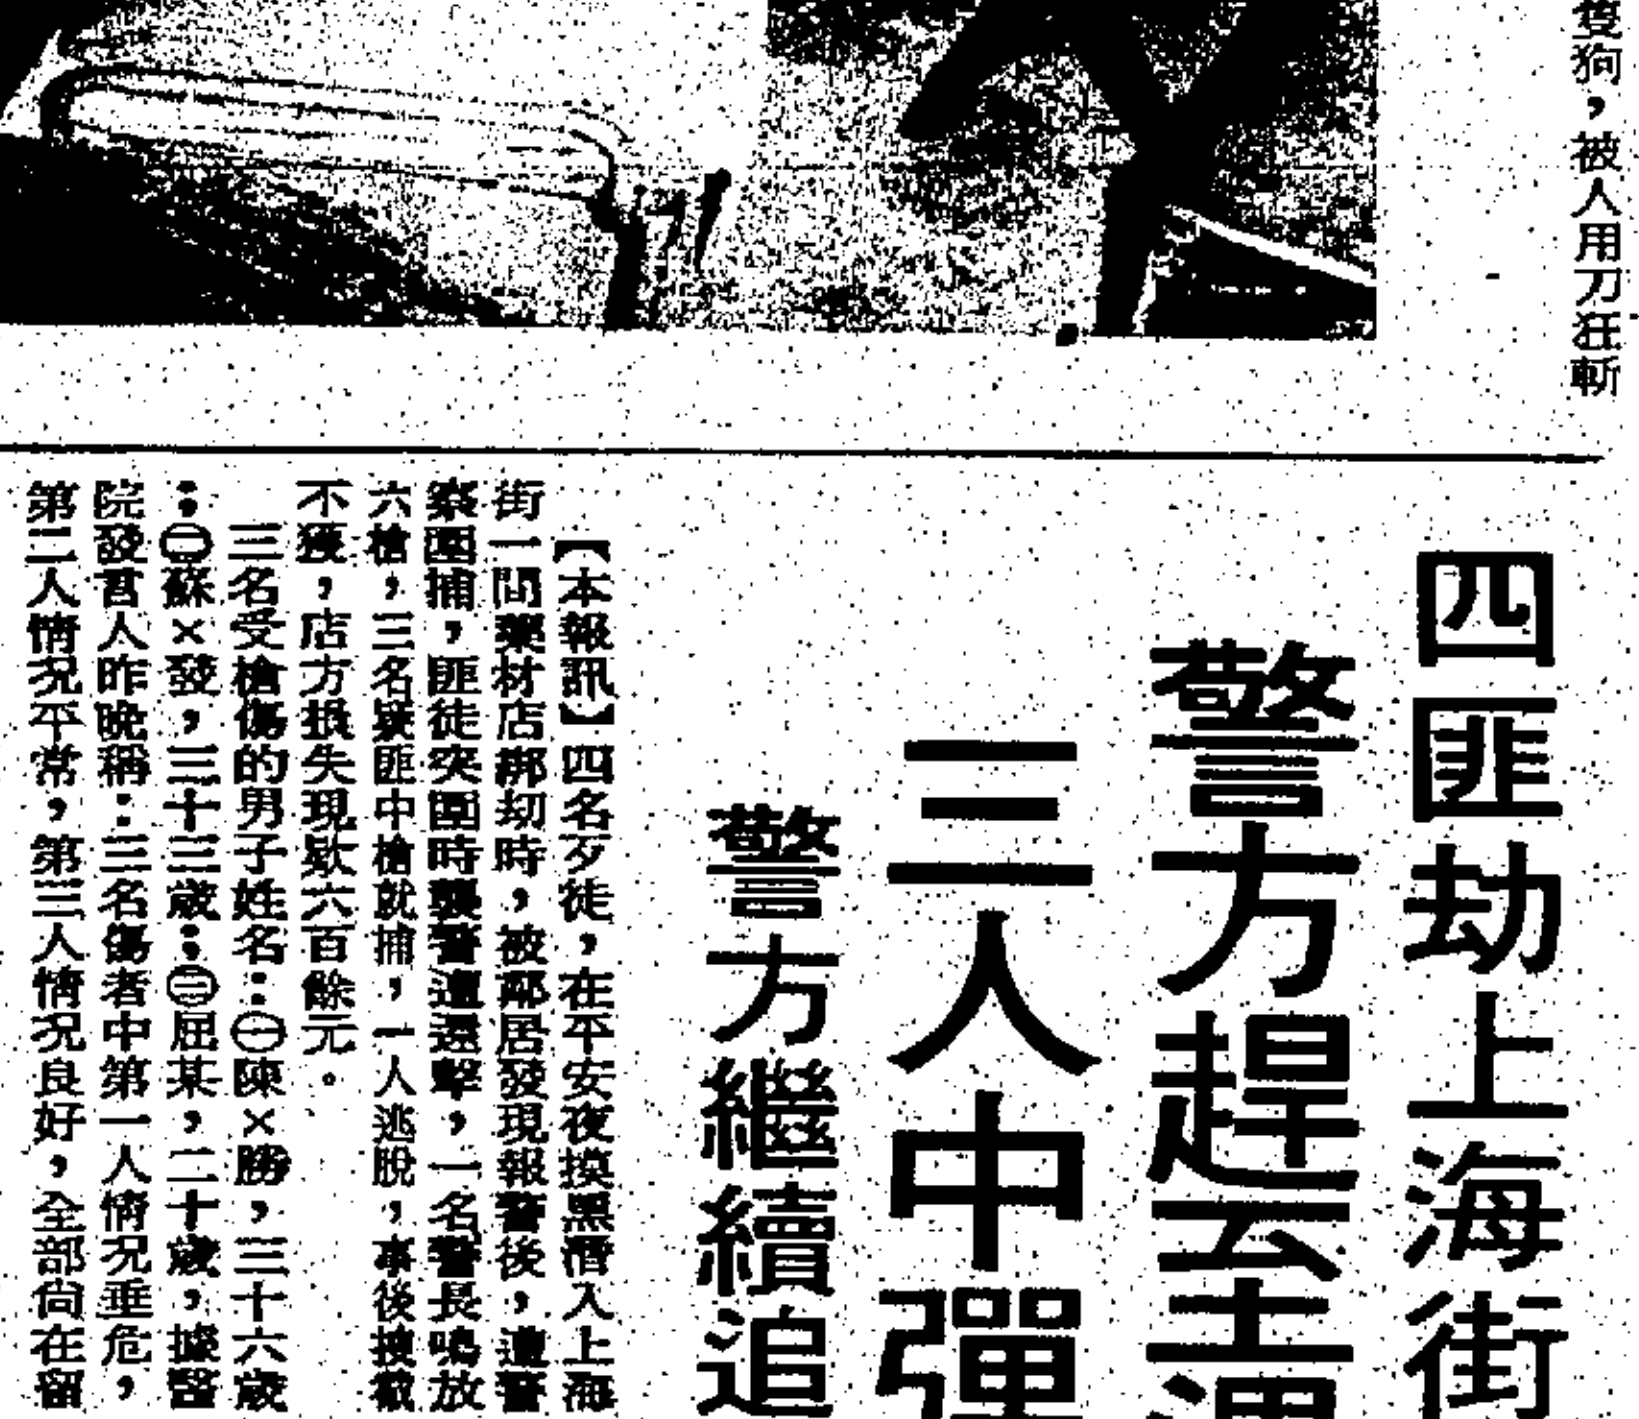 隻狗，被人用刀狂斬
四匪劫上海街
警方趕至還
三人中彈
警方繼續追
【本報訊】四名歹徒，在平安夜摸黑潛入上海
街一間藥材店綁劫時，被鄰居發現報警後，遭警
察圍捕，匪徒突圍時襲警遭還擊，一名警長鳴放
六槍，三名疑匪中槍就捕，一人逃脫，事後搜截
不獲，店方損失現欵六百餘元。
三名受槍傷的男子姓名：㊀陳×勝，三十六歲
；㊁蘇×發，三十三歲；㊂屈某，二十歲，據醫
院發言人昨晚稱：三名傷者中第一人情況垂危，
第二人情況平常，第三人情況良好，全部尙在留